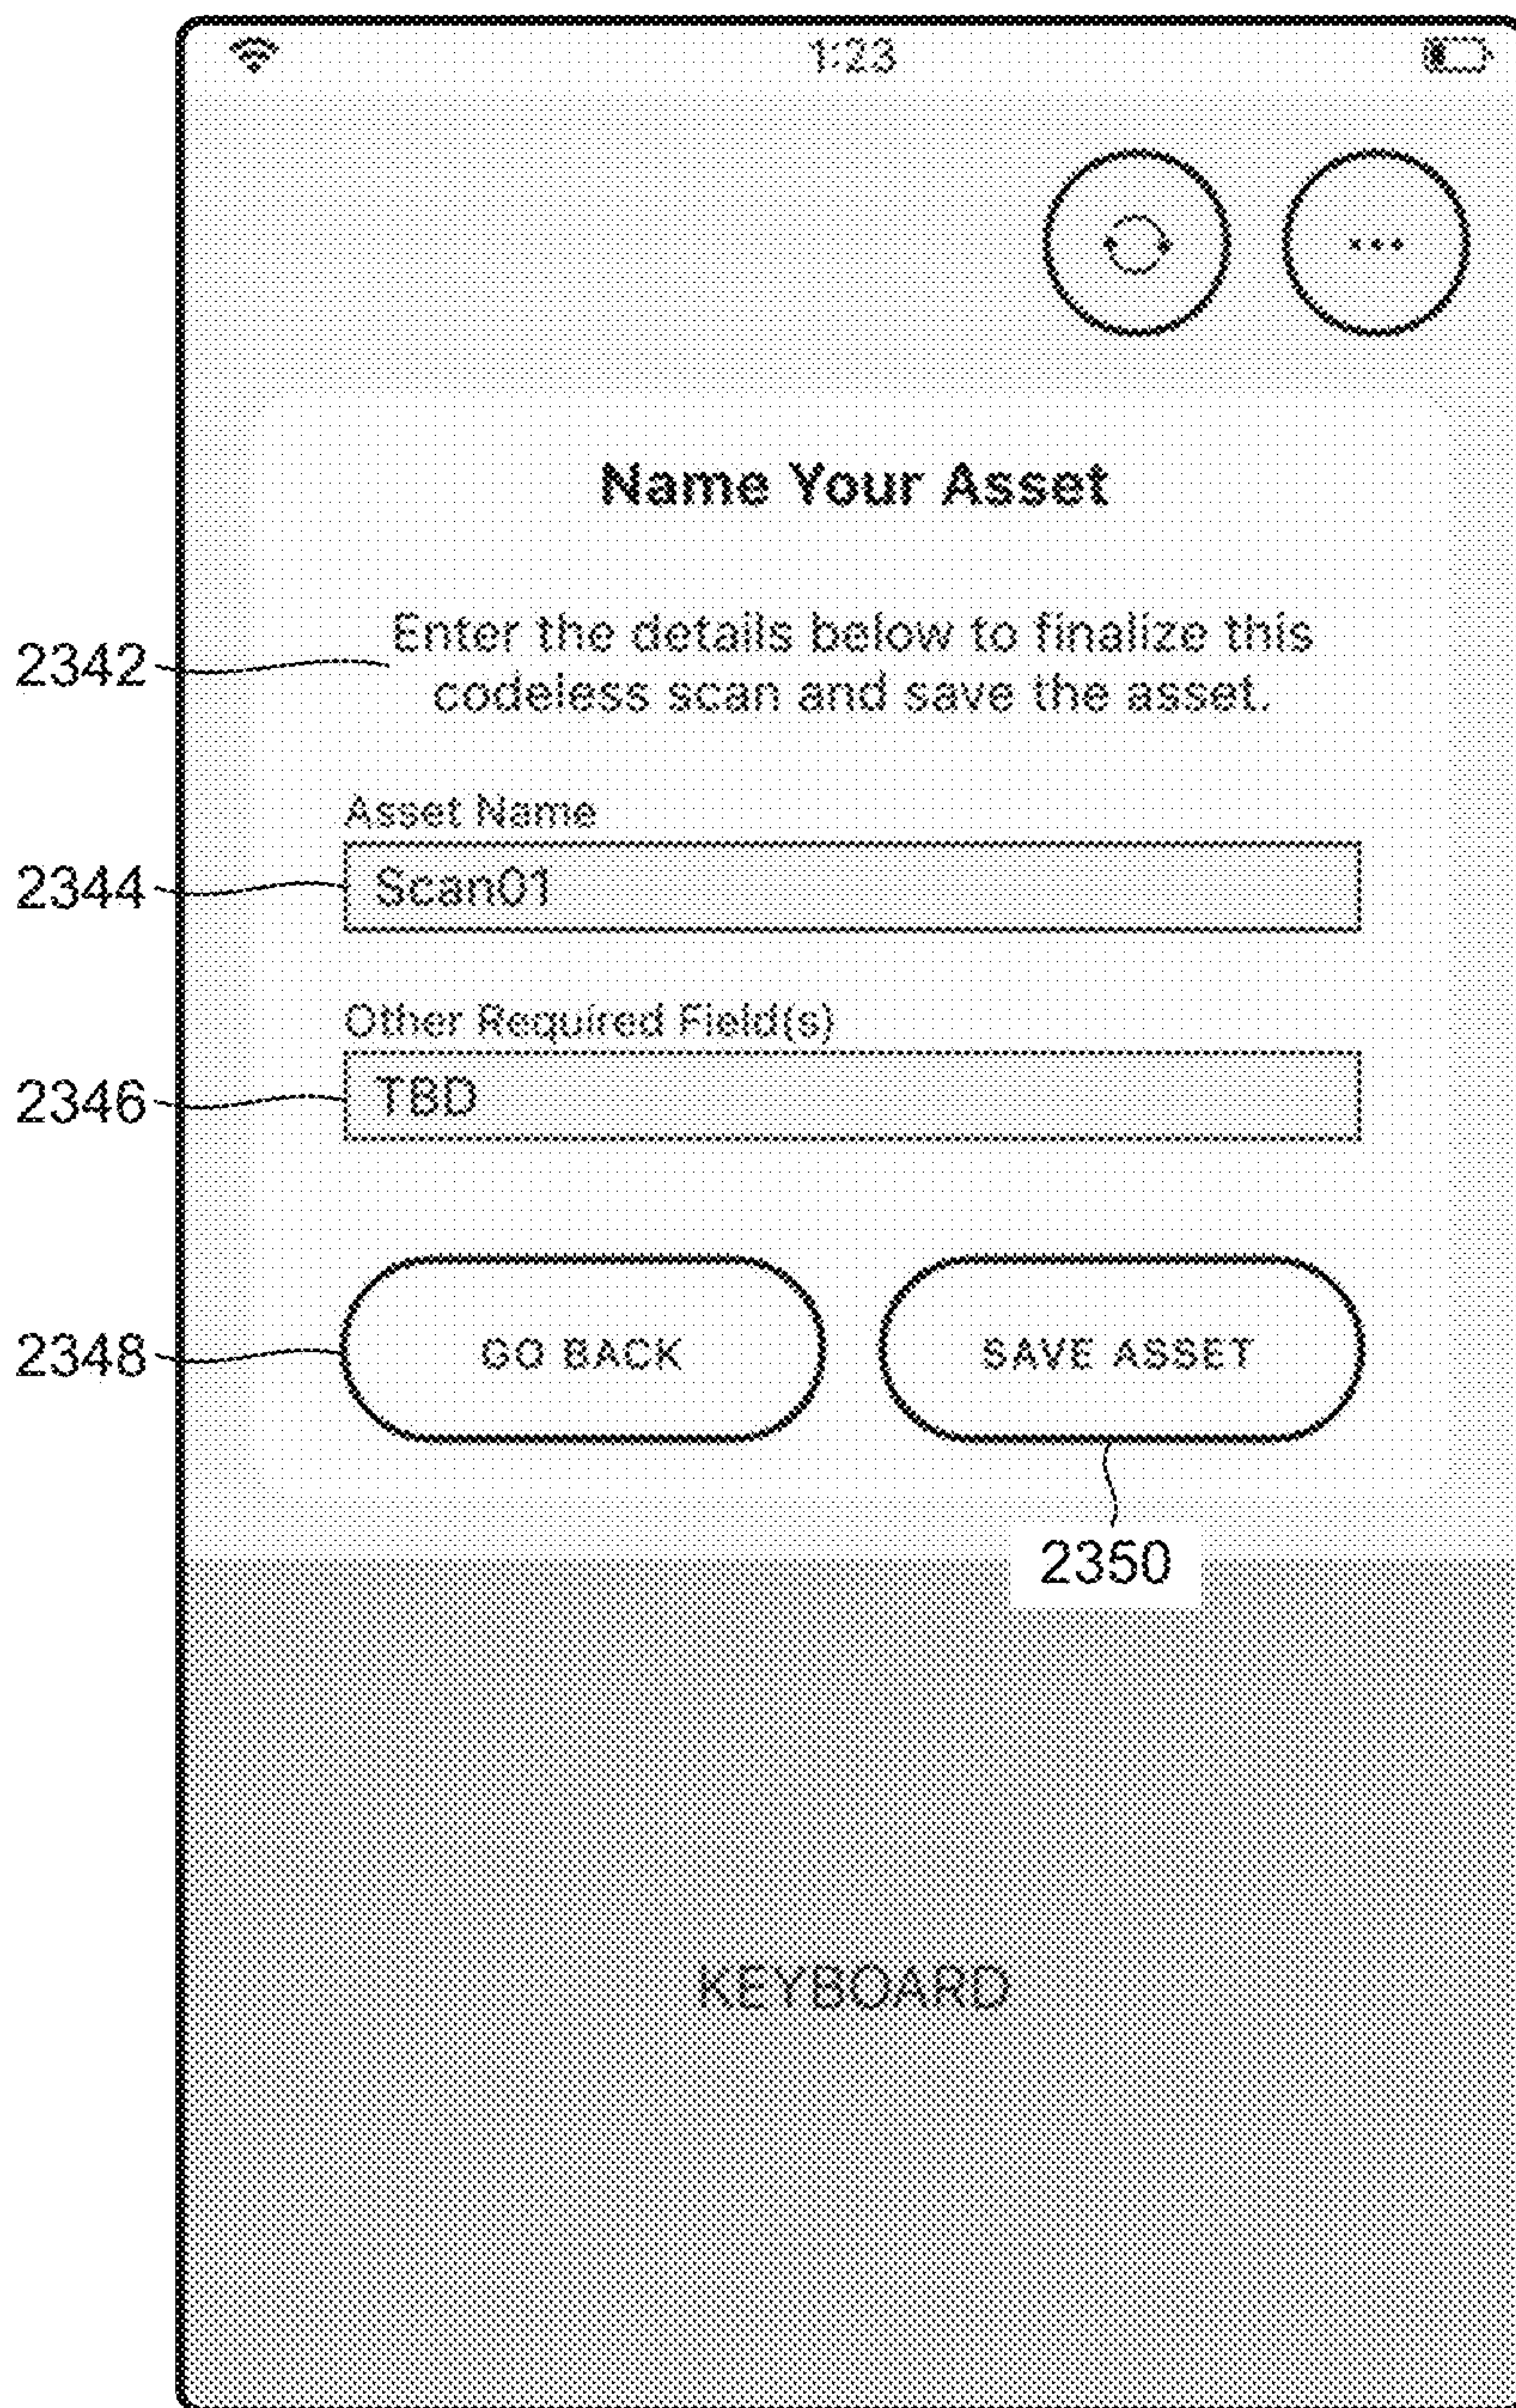 1:23
Name Your Asset
2342
Enter the details below to finalize this
codeless scan and save the asset.
Asset Name
2344
Scan01
Other Required Field(s)
2346
TBD
2348
GO BACK
SAVE ASSET
2350
KEYBOARD